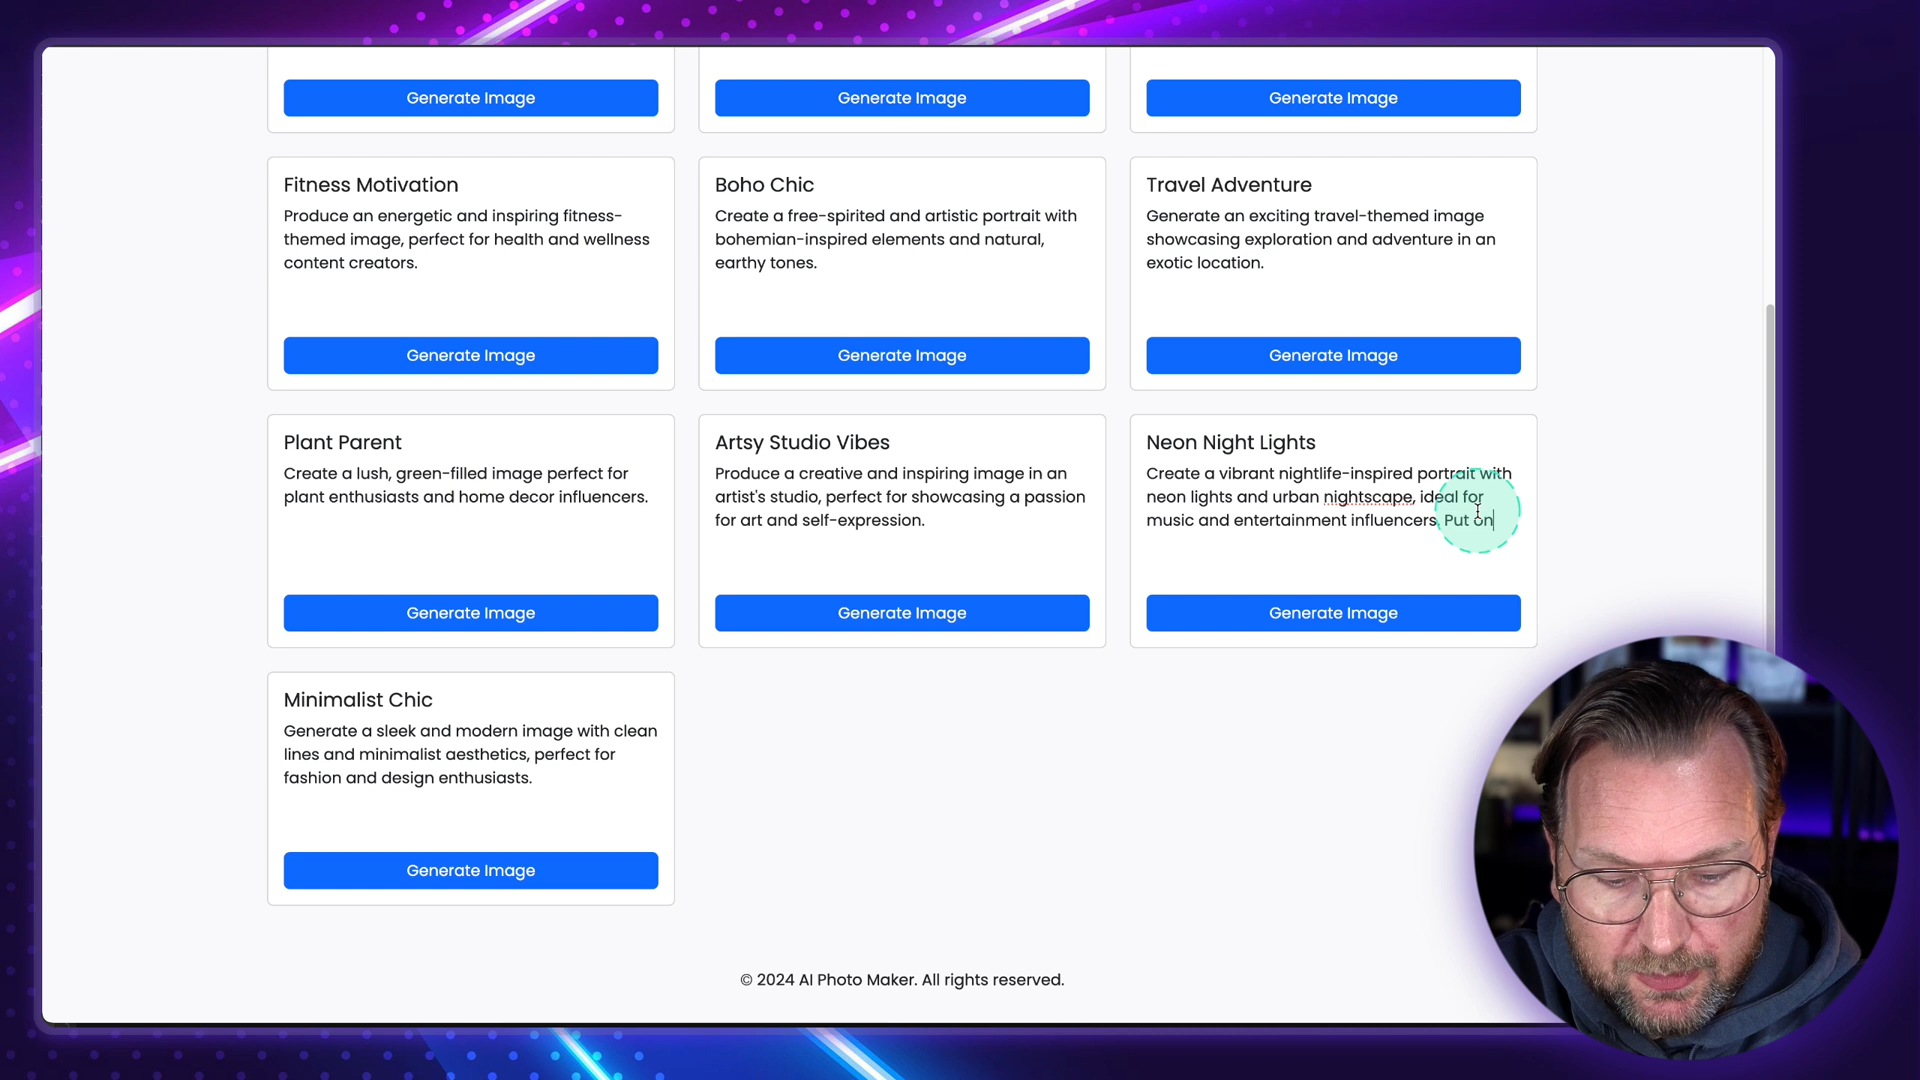 Generate Image
Generate Image
Generate Image
Fitness Motivation
Produce an energetic and inspiring fitness-
themed image, perfect for health and wellness
content creators.
Generate Image
Boho Chic
Create a free-spirited and artistic portrait with
bohemian-inspired elements and natural,
earthy tones.
Generate Image
Travel Adventure
Generate an exciting travel-themed image
showcasing exploration and adventure in an
exotic location.
Generate Image
Plant Parent
Create a lush, green-filled image perfect for
plant enthusiasts and home decor influencers.
Generate Image
Artsy Studio Vibes
Produce a creative and inspiring image in an
artist's studio, perfect for showcasing a passion
for art and self-expression.
Generate Image
Neon Night Lights
Create a vibrant nightlife-inspired portrait with
neon lights and urban nightscape, ideal for
music and entertainment influencers. Put on
Generate Image
Minimalist Chic
Generate a sleek and modern image with clean
lines and minimalist aesthetics, perfect for
fashion and design enthusiasts.
Generate Image
© 2024 AI Photo Maker. All rights reserved.